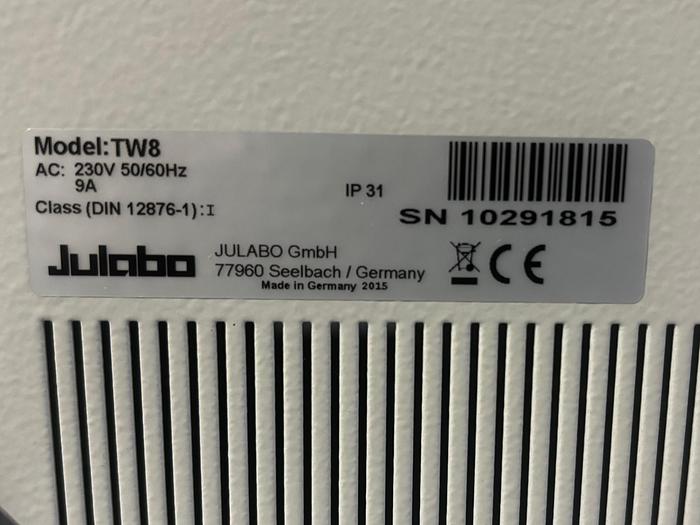 Model:TW8
AC: 230V 50/60Hz
9A
Class (DIN 12876-1):I
IP 31
SN 10291815
Julabo
JULABO GmbH
77960 Seelbach / Germany
Made in Germany 2015
CE